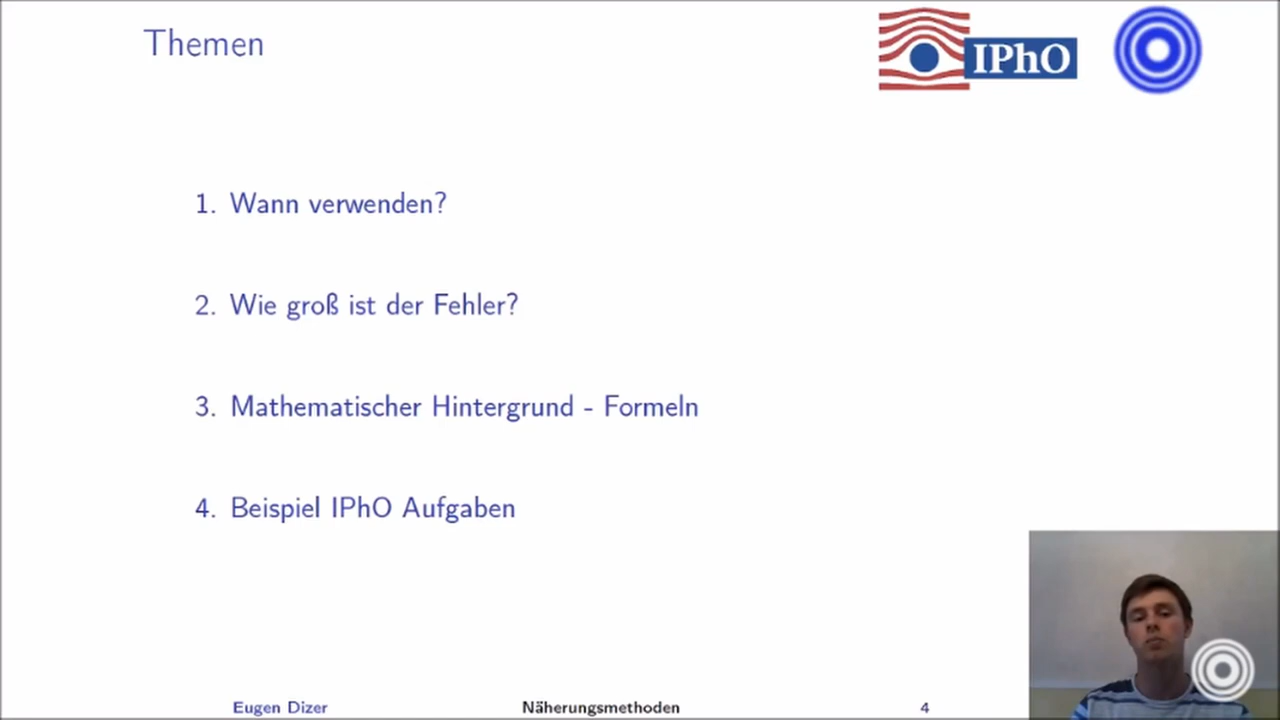 Themen
IPhO
1. Wann verwenden?
2. Wie groß ist der Fehler?
3. Mathematischer Hintergrund - Formeln
4. Beispiel IPhO Aufgaben
Eugen Dizer
Näherungsmethoden
4